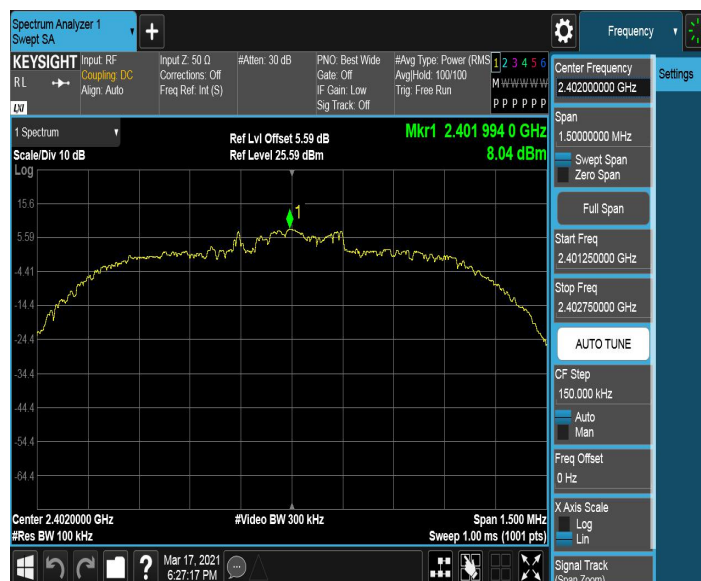 Spectrum Analyzer 1
Swept SA
+
Frequency
KEYSIGHT
RL
LXI
Input: RF
Coupling: DC
Align: Auto
Input Z: 50 Ω
Corrections: Off
Freq Ref: Int (S)
#Atten: 30 dB
PNO: Best Wide
Gate: Off
IF Gain: Low
Sig Track: Off
#Avg Type: Power (RMS
Avg|Hold: 100/100
Trig: Free Run
1 2 3 4 5 6
M W W W W W
P P P P P P
Center Frequency
2.402000000 GHz
Settings
Span
1.50000000 MHz
Swept Span
Zero Span
Full Span
Start Freq
2.401250000 GHz
Stop Freq
2.402750000 GHz
AUTO TUNE
CF Step
150.000 kHz
Auto
Man
Freq Offset
0 Hz
X Axis Scale
Log
Lin
Signal Track
(Span Zoom)
1 Spectrum
Scale/Div 10 dB
Log
Ref Lvl Offset 5.59 dB
Ref Level 25.59 dBm
Mkr1 2.401 994 0 GHz
8.04 dBm
1
15.6
5.59
-4.41
-14.4
-24.4
-34.4
-44.4
-54.4
-64.4
Center 2.4020000 GHz
#Res BW 100 kHz
#Video BW 300 kHz
Span 1.500 MHz
Sweep 1.00 ms (1001 pts)
?
Mar 17, 2021
6:27:17 PM